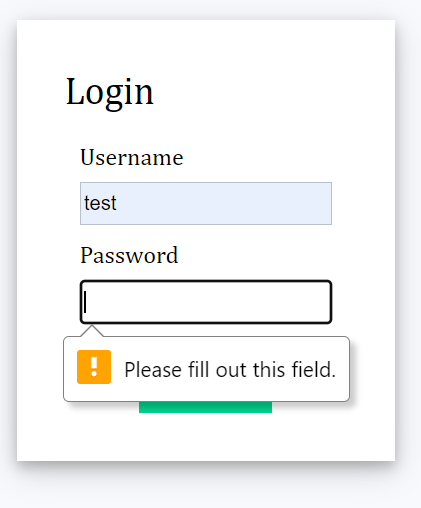 Login
Username
test
Password
Please fill out this field.